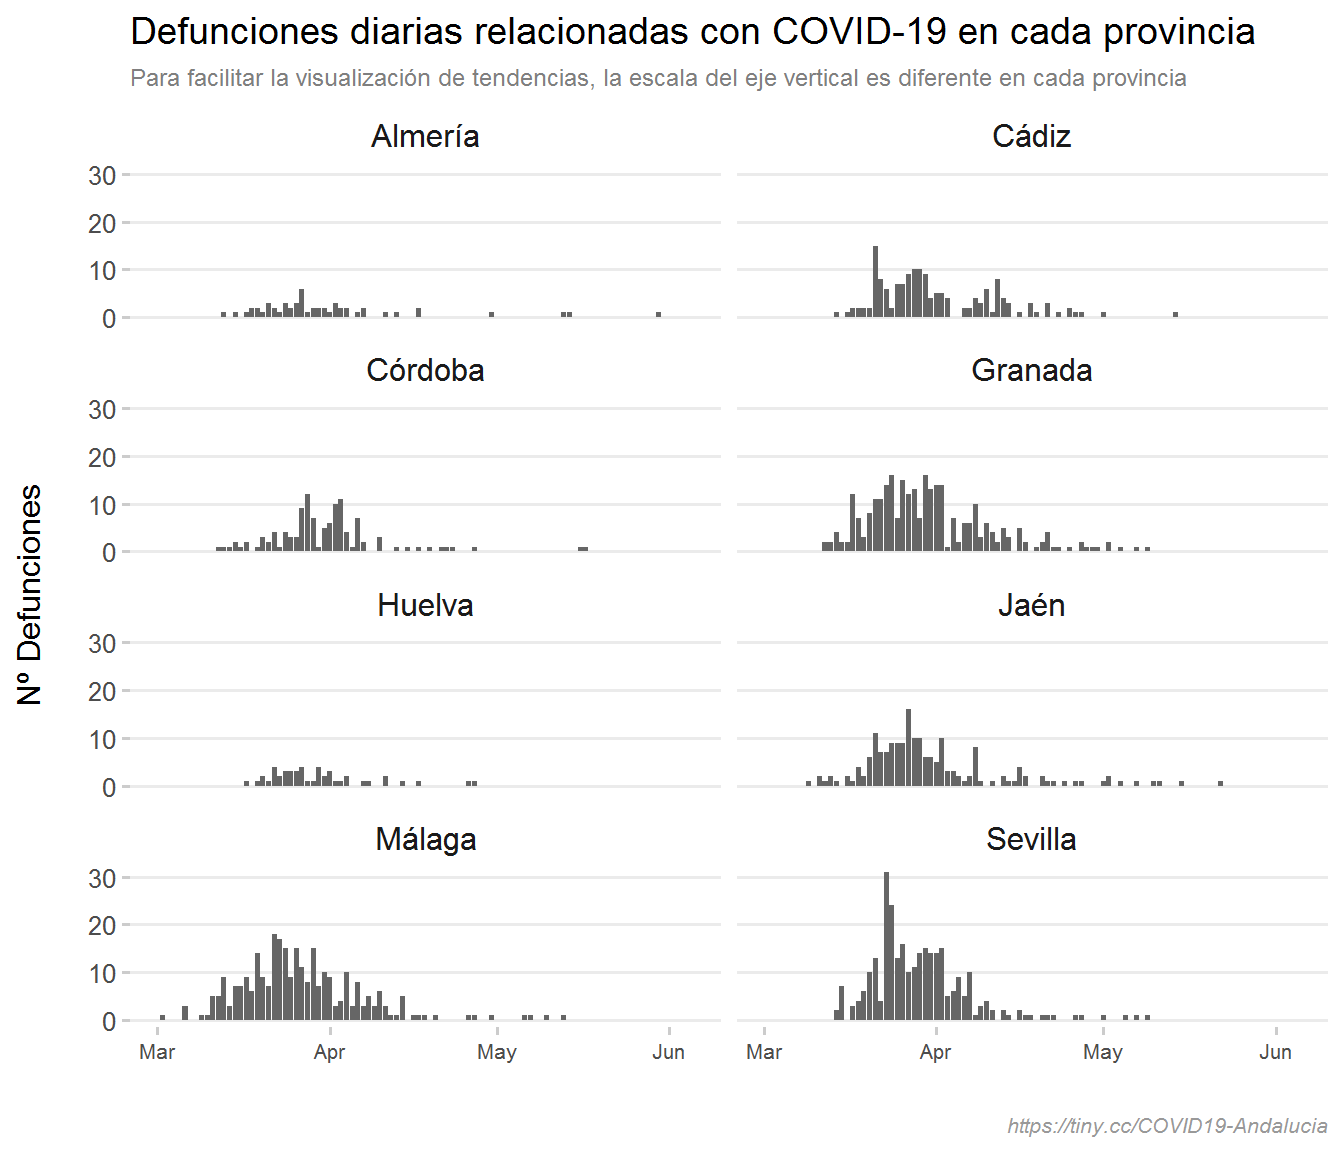 Defunciones diarias relacionadas con COVID-19 en cada provincia
Para facilitar la visualización de tendencias, la escala del eje vertical es diferente en cada provincia
Nº Defunciones
Almería
Cádiz
30
20
10
0
Córdoba
Granada
30
20
10
0
Huelva
Jaén
30
20
10
0
Málaga
Sevilla
30
20
10
0
Mar Apr May Jun
Mar Apr May Jun
https://tiny.cc/COVID19-Andalucia